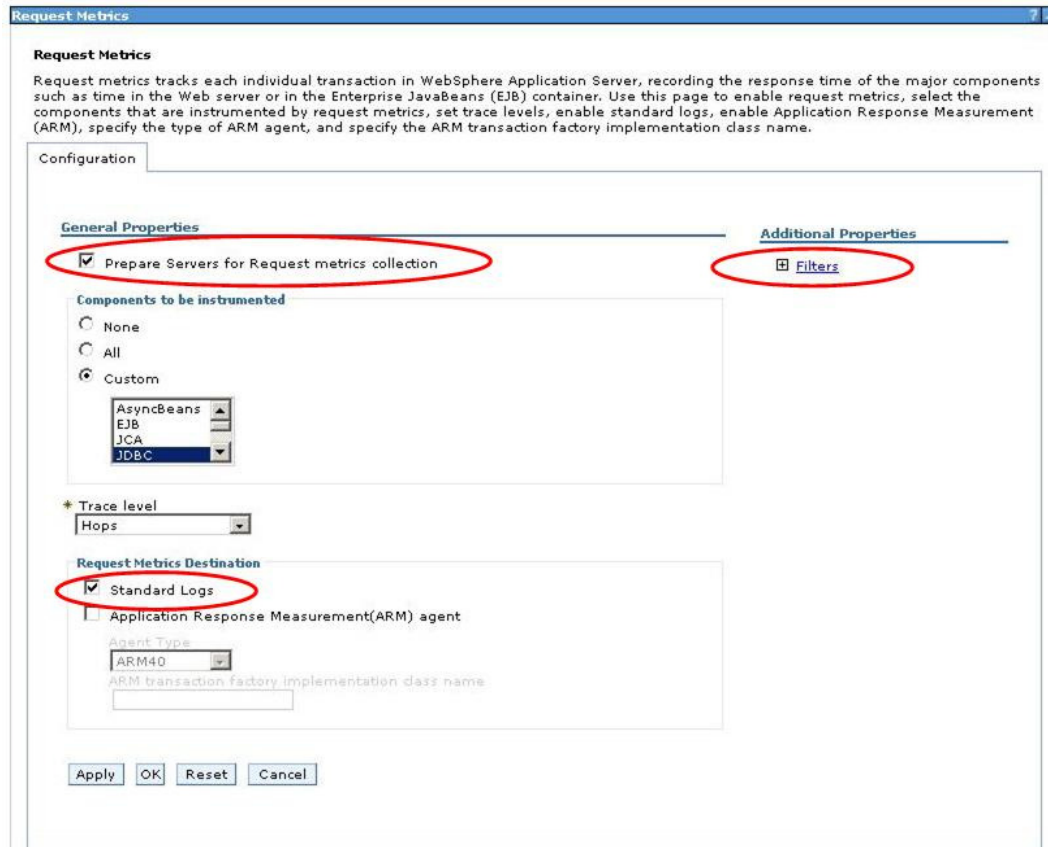 Request Metrics
?
Request Metrics
Request metrics tracks each individual transaction in WebSphere Application Server, recording the response time of the major components
such as time in the Web server or in the Enterprise JavaBeans (EJB) container. Use this page to enable request metrics, select the
components that are instrumented by request metrics, set trace levels, enable standard logs, enable Application Response Measurement
(ARM), specify the type of ARM agent, and specify the ARM transaction factory implementation class name.
Configuration
General Properties
Prepare Servers for Request metrics collection
Components to be instrumented
None
All
Custom
AsyncBeans
EJB
JCA
JDBC
* Trace level
Hops
Request Metrics Destination
Standard Logs
Application Response Measurement(ARM) agent
Agent Type
ARM40
ARM transaction factory implementation class name
Apply OK Reset Cancel
Additional Properties
Filters